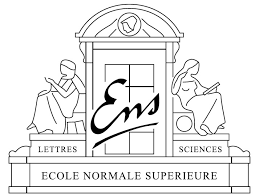 Ens
LETTRES SCIENCES
ECOLE NORMALE SUPERIEURE